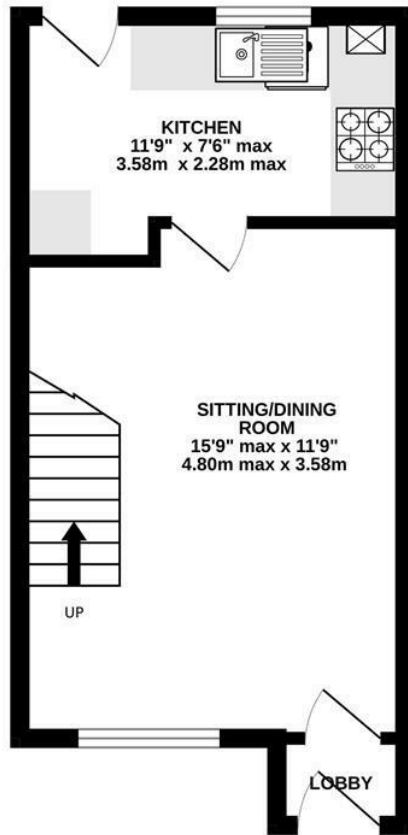 KITCHEN
11'9" x 7'6" max
3.58m x 2.28m max
SITTING/DINING
ROOM
15'9" max x 11'9"
4.80m max x 3.58m
UP
LOBBY